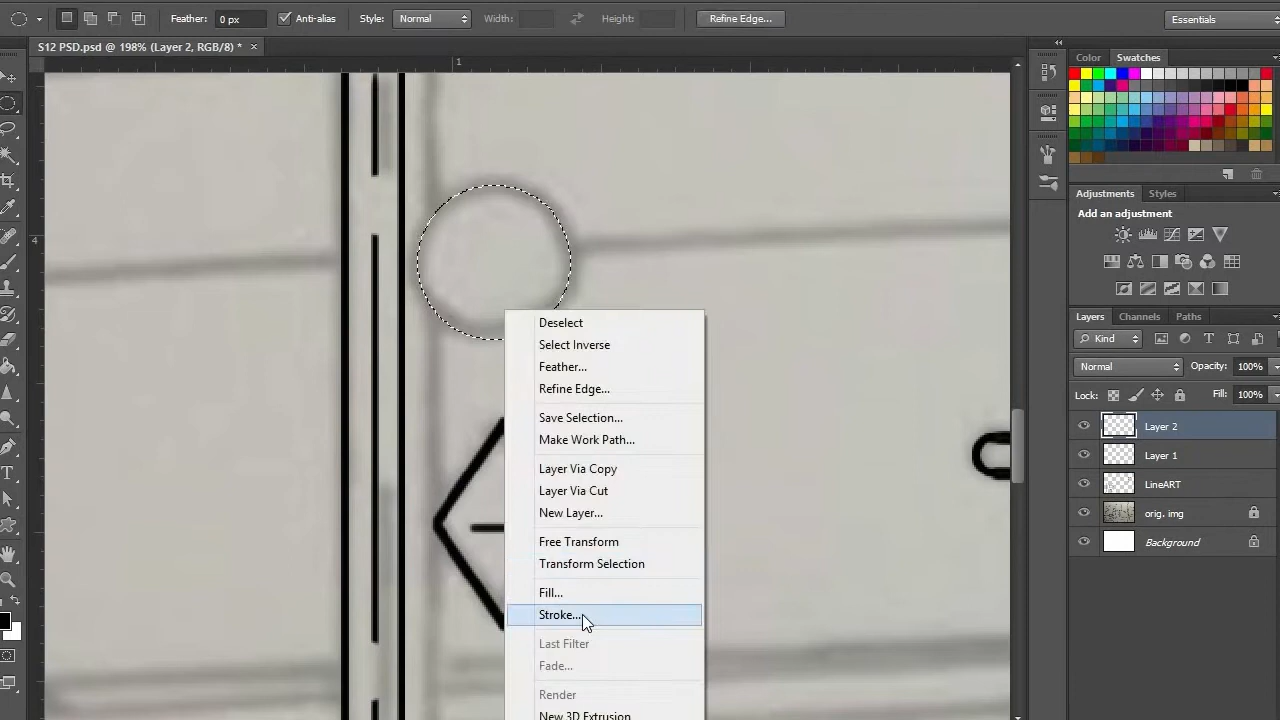 Feather: 0 px Anti-alias Style: Normal Width: Height: Refine Edge... Essentials
S12 PSD.psd @ 198% (Layer 2, RGB/8) * ×
1
4
Deselect
Select Inverse
Feather...
Refine Edge...
Save Selection...
Make Work Path...
Layer Via Copy
Layer Via Cut
New Layer...
Free Transform
Transform Selection
Fill...
Stroke...
Last Filter
Fade...
Render
New 3D Extrusion
Color Swatches
Adjustments Styles
Add an adjustment
Layers Channels Paths
Kind
Normal Opacity: 100%
Lock: Fill: 100%
Layer 2
Layer 1
LineART
orig. img
Background